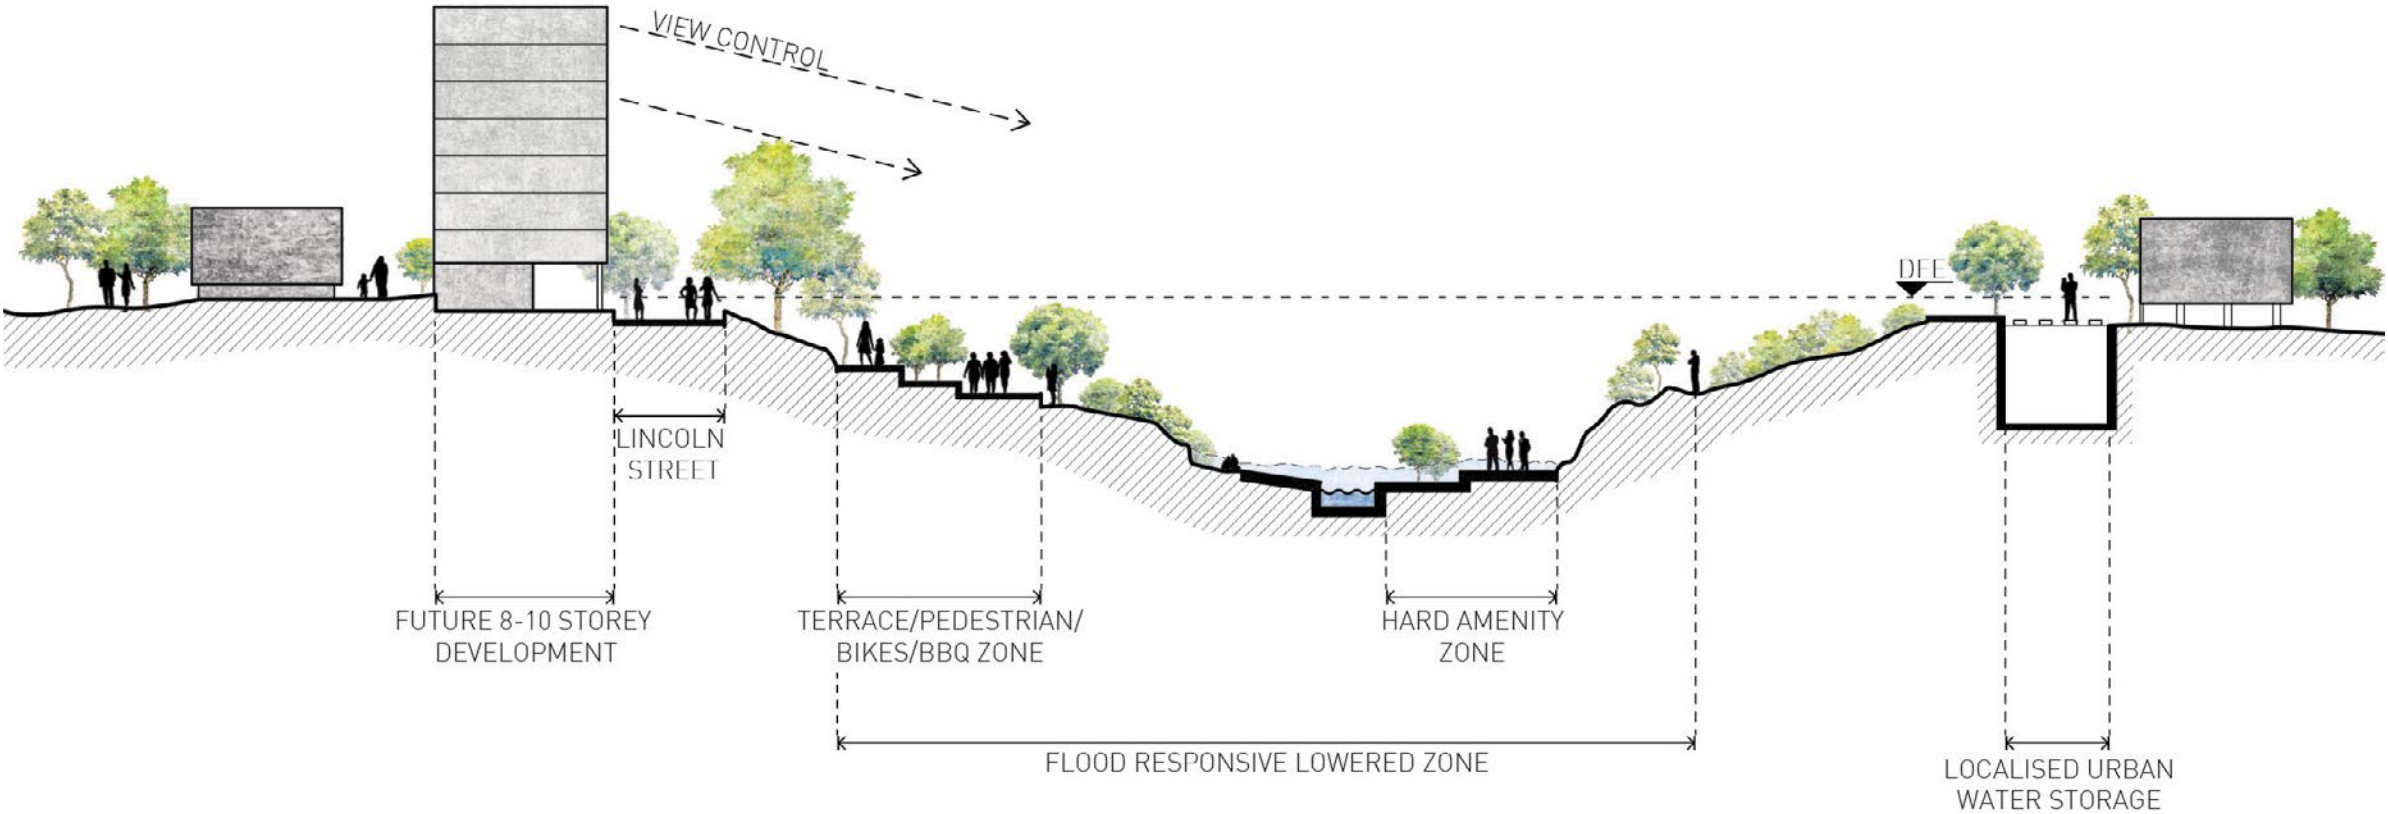 VIEW CONTROL
DFE
LINCOLN
STREET
FUTURE 8-10 STOREY
DEVELOPMENT
TERRACE/PEDESTRIAN/
BIKES/BBQ ZONE
HARD AMENITY
ZONE
FLOOD RESPONSIVE LOWERED ZONE
LOCALISED URBAN
WATER STORAGE